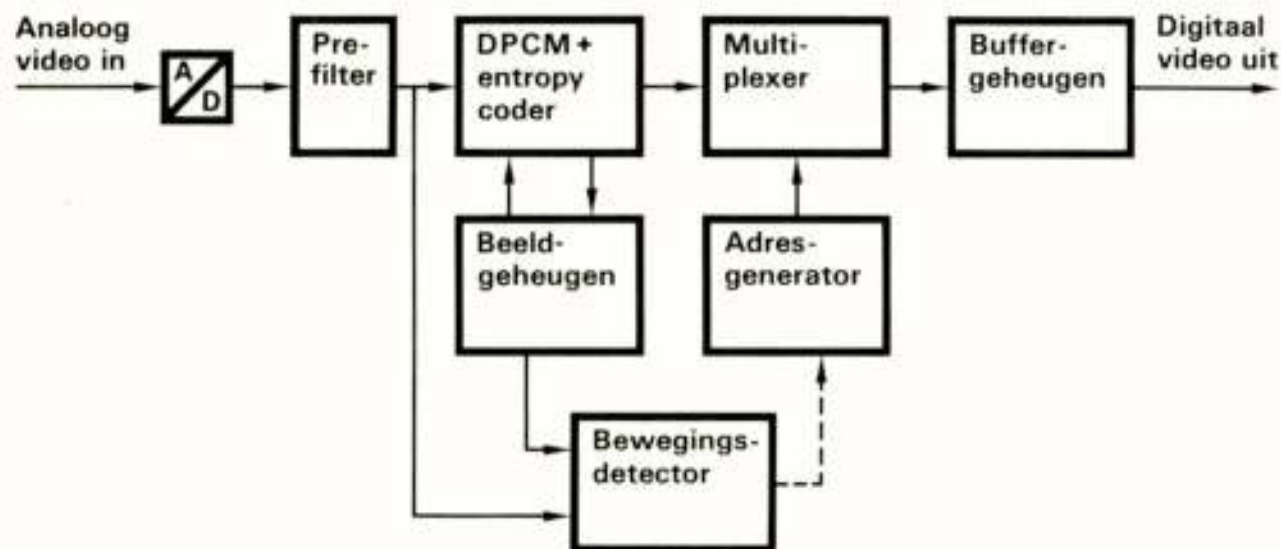 Analoog
video in
A
D
Pre-
filter
DPCM +
entropy
coder
Multi-
plexer
Buffer-
geheugen
Digitaal
video uit
Beeld-
geheugen
Adres-
generator
Bewegings-
detector